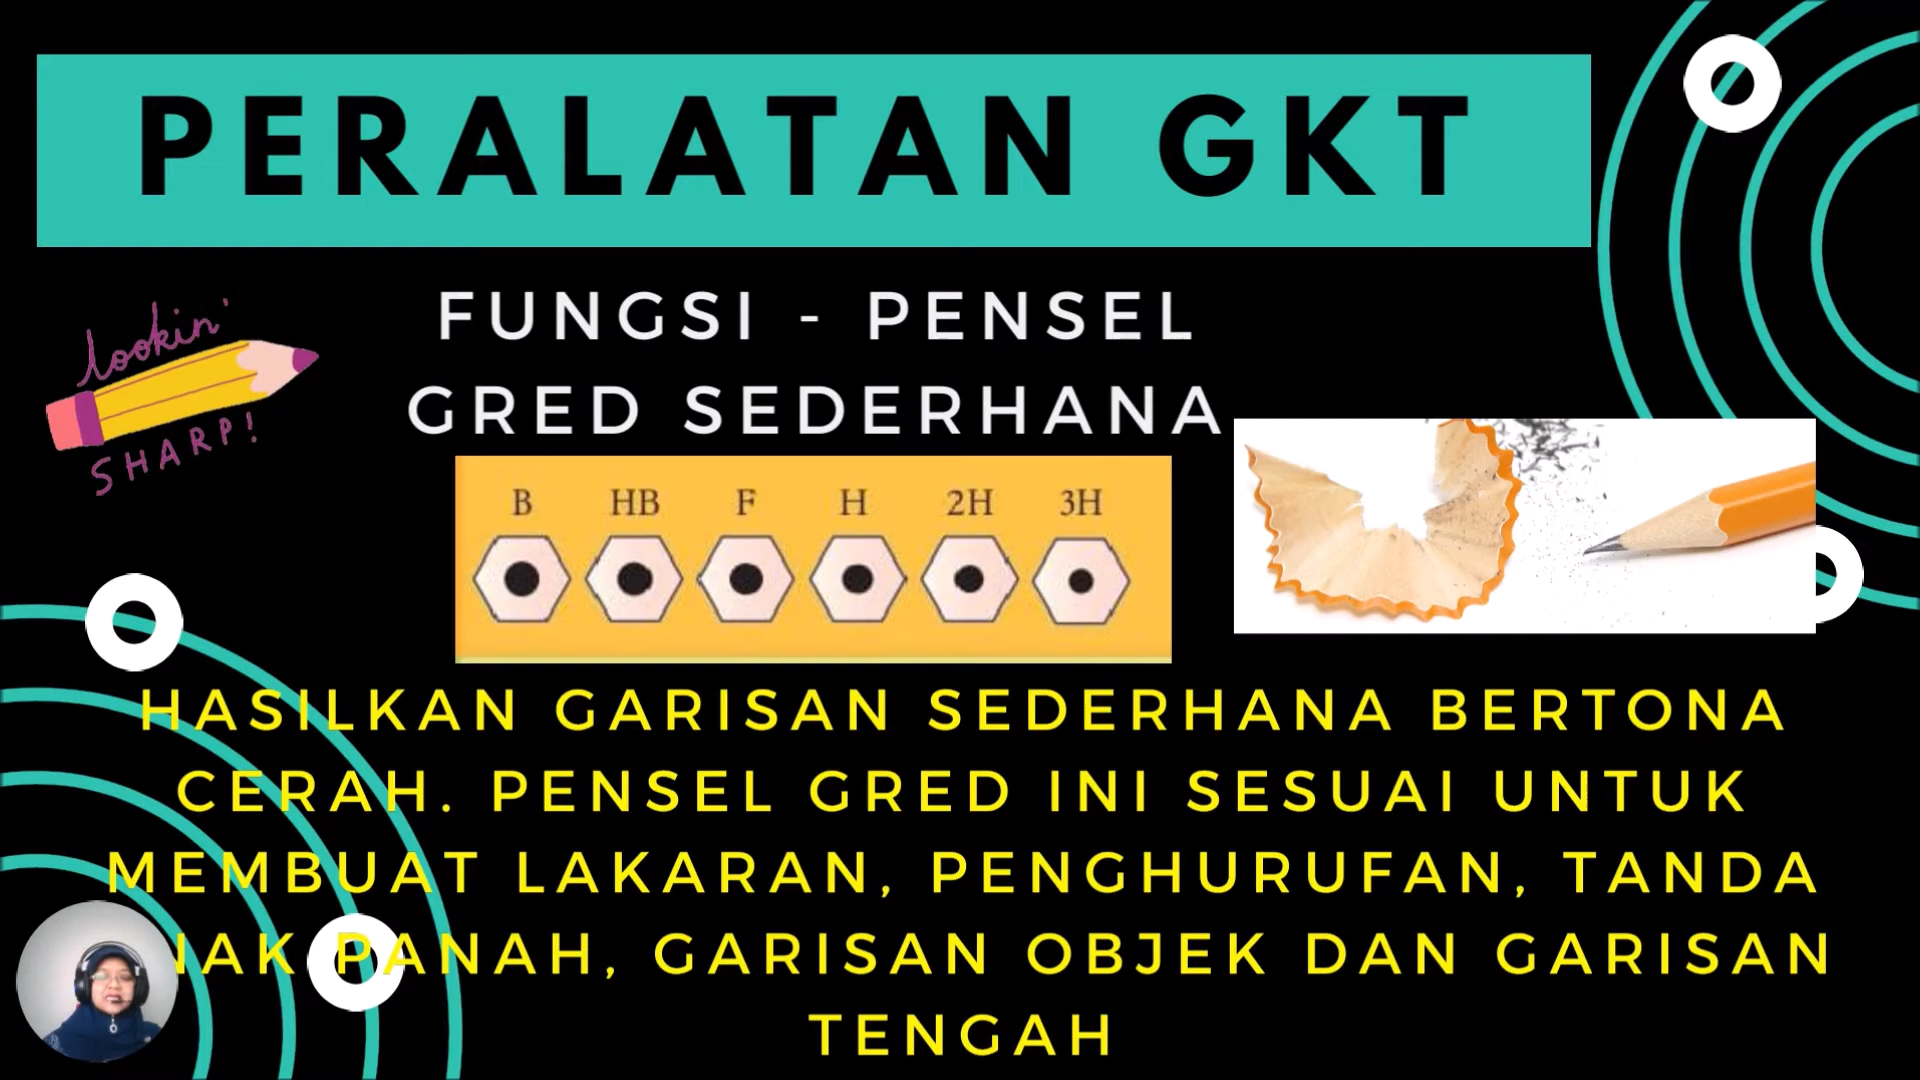 PERALATAN GKT
lookin'
SHARP!
FUNGSI - PENSEL
GRED SEDERHANA
B HB F H 2H 3H
HASILKAN GARISAN SEDERHANA BERTONA
CERAH. PENSEL GRED INI SESUAI UNTUK
MEMBUAT LAKARAN, PENGHURUFAN, TANDA
PANAH, GARISAN OBJEK DAN GARISAN
TENGAH